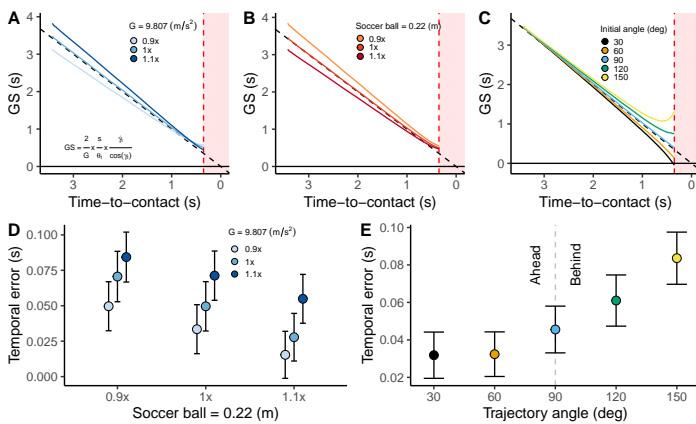 A
G = 9.807 (m/s²)
0.9x
1x
1.1x
GS (s)
4
3
2
1
0
GS = 2/G x s/θₜ x γ̇ₜ/cos(γₜ)
3
2
1
0
Time−to−contact (s)
B
Soccer ball = 0.22 (m)
0.9x
1x
1.1x
GS (s)
4
3
2
1
0
3
2
1
0
Time−to−contact (s)
C
Initial angle (deg)
30
60
90
120
150
GS (s)
3
2
1
0
3
2
1
0
Time−to−contact (s)
D
G = 9.807 (m/s²)
0.9x
1x
1.1x
Temporal error (s)
0.100
0.075
0.050
0.025
0.000
0.9x
1x
1.1x
Soccer ball = 0.22 (m)
E
Ahead
Behind
Temporal error (s)
0.10
0.08
0.06
0.04
0.02
30
60
90
120
150
Trajectory angle (deg)